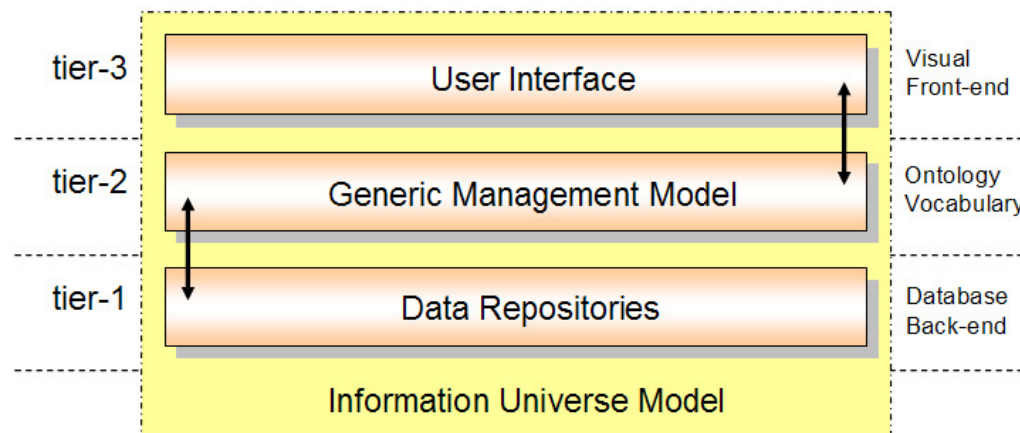 tier-3
User Interface
Visual
Front-end
tier-2
Generic Management Model
Ontology
Vocabulary
tier-1
Data Repositories
Database
Back-end
Information Universe Model